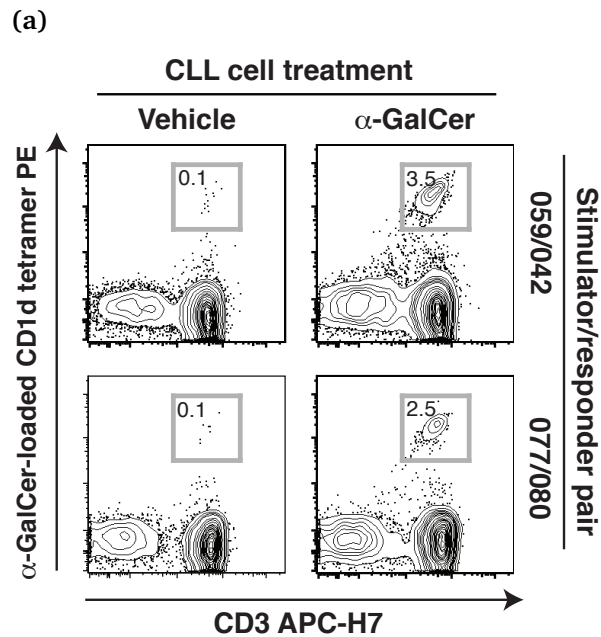 (a)
CLL cell treatment
Vehicle
α-GalCer
α-GalCer-loaded CD1d tetramer PE
0.1
3.5
059/042
Stimulator/responder pair
0.1
2.5
077/080
CD3 APC-H7